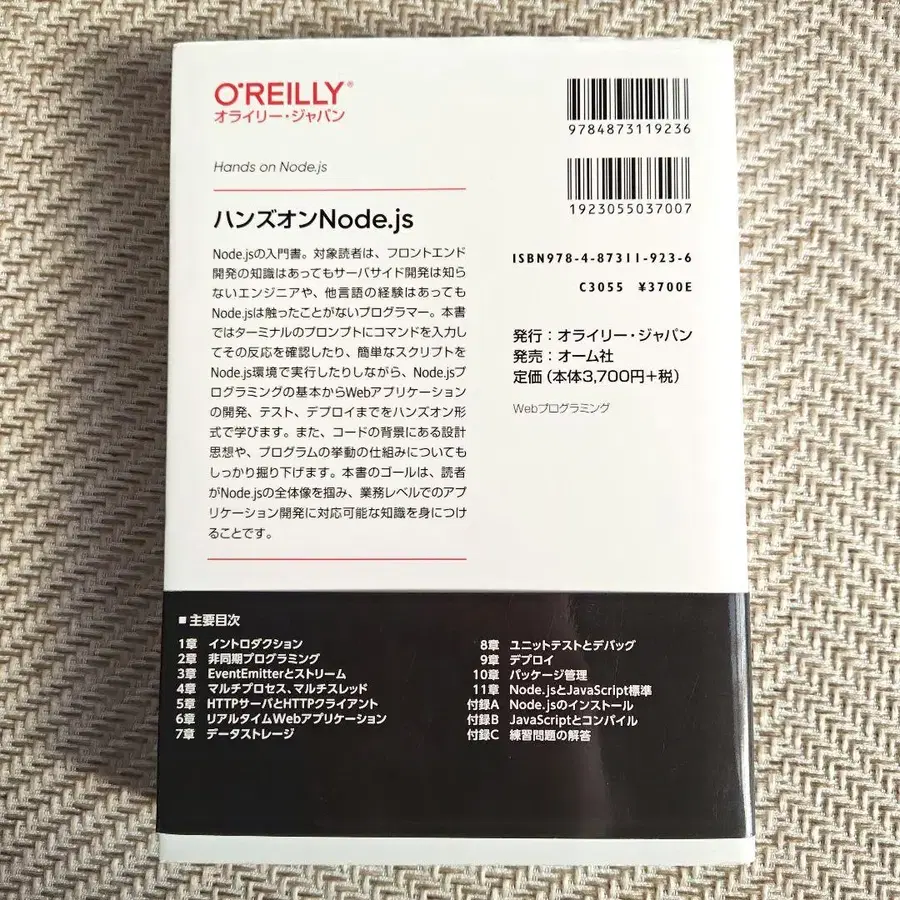 O'REILLY®
オライリー・ジャパン
Hands on Node.js
ハンズオンNode.js
Node.jsの入門書。対象読者は、フロントエンド
開発の知識はあってもサーバサイド開発は知ら
ないエンジニアや、他言語の経験はあっても
Node.jsは触ったことがないプログラマー。本書
ではターミナルのプロンプトにコマンドを入力し
てその反応を確認したり、簡単なスクリプトを
Node.js環境で実行したりしながら、Node.jsプ
ログラミングの基本からWebアプリケーション
の開発、テスト、デプロイまでをハンズオン形
式で学びます。また、コードの背景にある設計
思想や、プログラムの挙動の仕組みについても
しっかり掘り下げます。本書のゴールは、読者
がNode.jsの全体像を掴み、業務レベルでのアプ
リケーション開発に対応可能な知識を身につけ
ることです。
9784873119236
1923055037007
ISBN978-4-87311-923-6
C3055 ¥3700E
発行：オライリー・ジャパン
発売：オーム社
定価（本体3,700円＋税）
Webプログラミング
■ 主要目次
1章 イントロダクション
2章 非同期プログラミング
3章 EventEmitterとストリーム
4章 マルチプロセス、マルチスレッド
5章 HTTPサーバとHTTPクライアント
6章 リアルタイムWebアプリケーション
7章 データストレージ
8章 ユニットテストとデバッグ
9章 デプロイ
10章 パッケージ管理
11章 Node.jsとJavaScript標準
付録A Node.jsのインストール
付録B JavaScriptとコンパイル
付録C 練習問題の解答